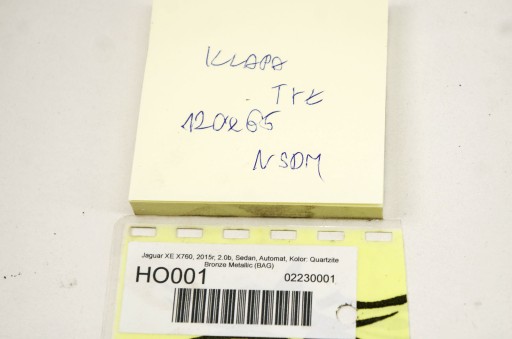 KLAPA
TYŁ
120x65
NSDM
Jaguar XE X760, 2015r, 2.0b, Sedan, Automat, Kolor: Quartzite
Bronze Metallic (BAG)
HO001 02230001